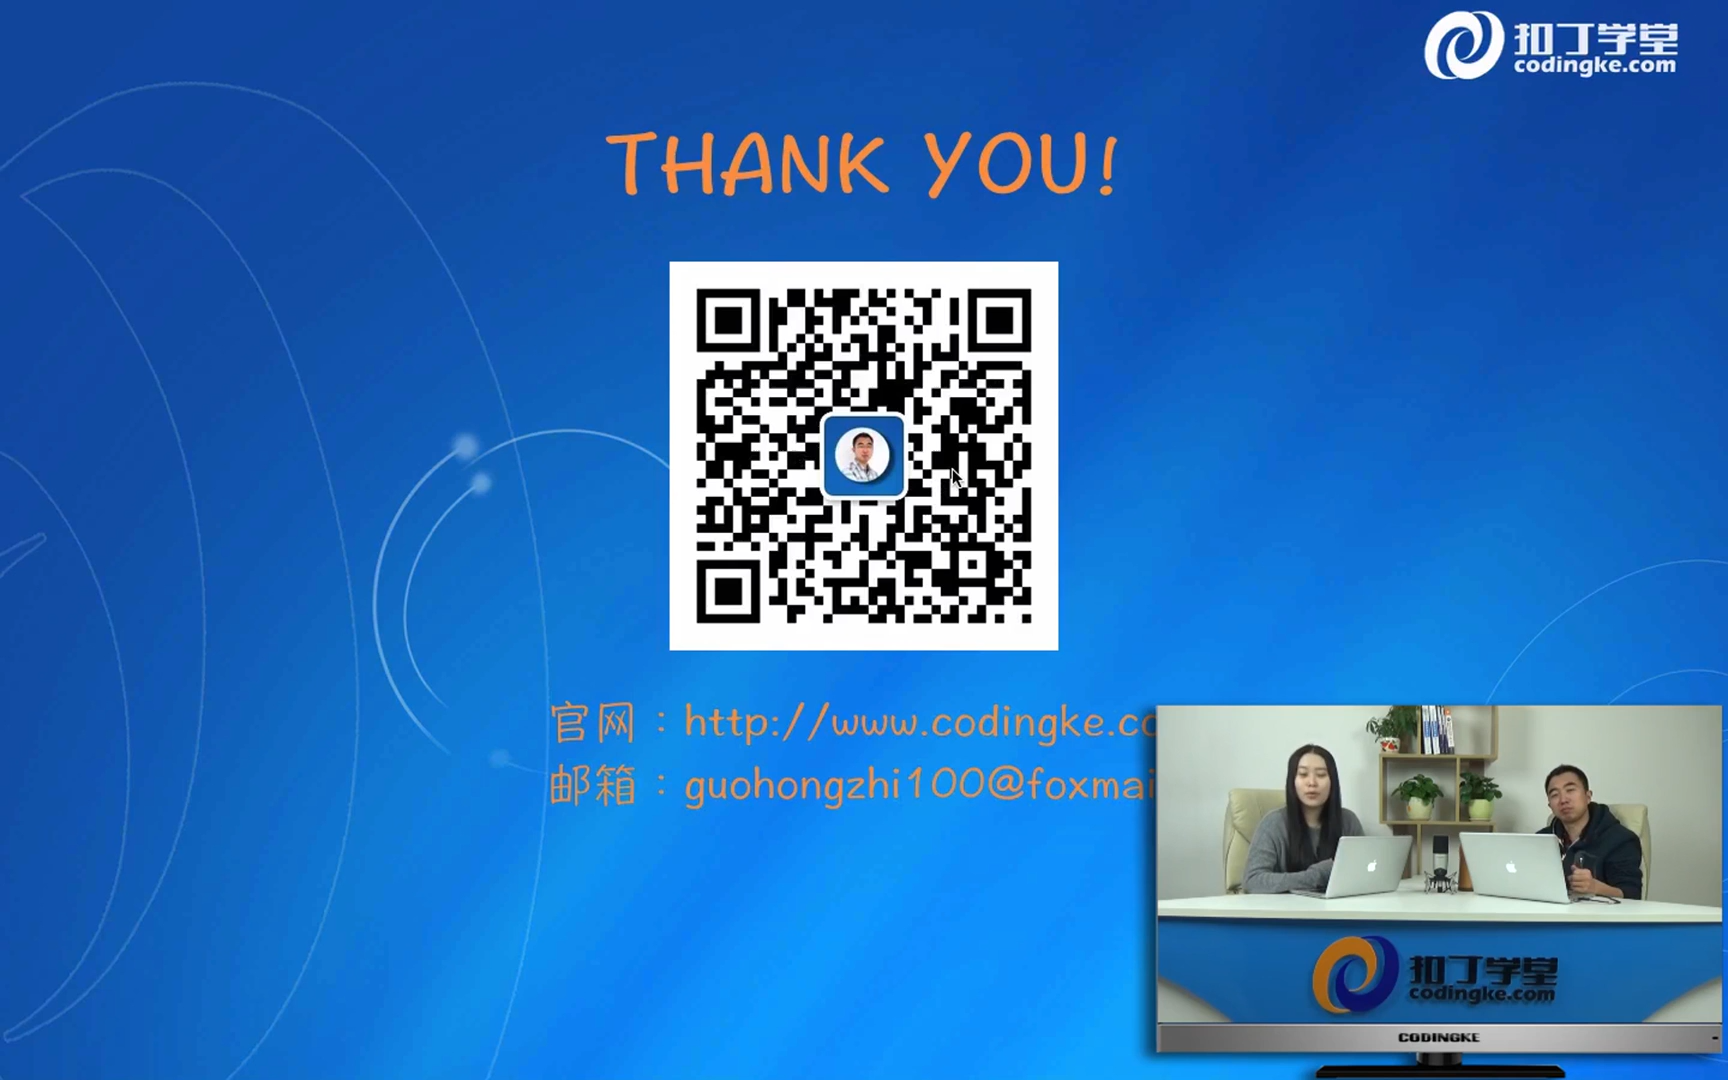 扣丁学堂
codingke.com
THANK YOU!
官网：http://www.codingke.co
邮箱：guohongzhi100@foxmai
扣丁学堂
codingke.com
CODINGKE